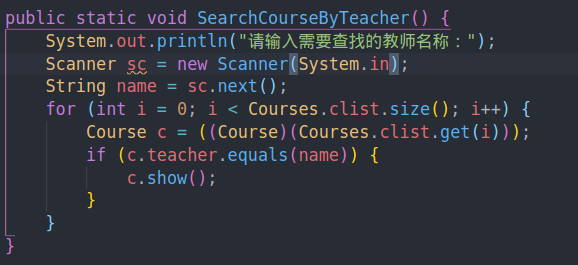 public static void SearchCourseByTeacher() {
System.out.println("请输入需要查找的教师名称：");
Scanner sc = new Scanner(System.in);
String name = sc.next();
for (int i = 0; i < Courses.clist.size(); i++) {
Course c = ((Course)(Courses.clist.get(i)));
if (c.teacher.equals(name)) {
c.show();
}
}
}